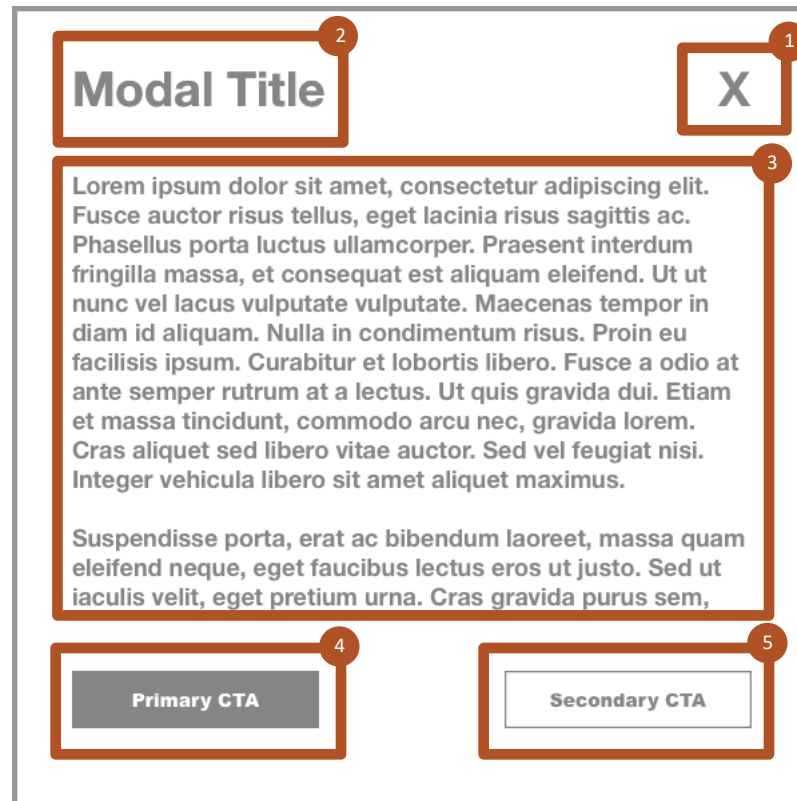 2
1
Modal Title
X
3
Lorem ipsum dolor sit amet, consectetur adipiscing elit.
Fusce auctor risus tellus, eget lacinia risus sagittis ac.
Phasellus porta luctus ullamcorper. Praesent interdum
fringilla massa, et consequat est aliquam eleifend. Ut ut
nunc vel lacus vulputate vulputate. Maecenas tempor in
diam id aliquam. Nulla in condimentum risus. Proin eu
facilisis ipsum. Curabitur et lobortis libero. Fusce a odio at
ante semper rutrum at a lectus. Ut quis gravida dui. Etiam
et massa tincidunt, commodo arcu nec, gravida lorem.
Cras aliquet sed libero vitae auctor. Sed vel feugiat nisi.
Integer vehicula libero sit amet aliquet maximus.
Suspendisse porta, erat ac bibendum laoreet, massa quam
eleifend neque, eget faucibus lectus eros ut justo. Sed ut
iaculis velit, eget pretium urna. Cras gravida purus sem,
4
5
Primary CTA
Secondary CTA